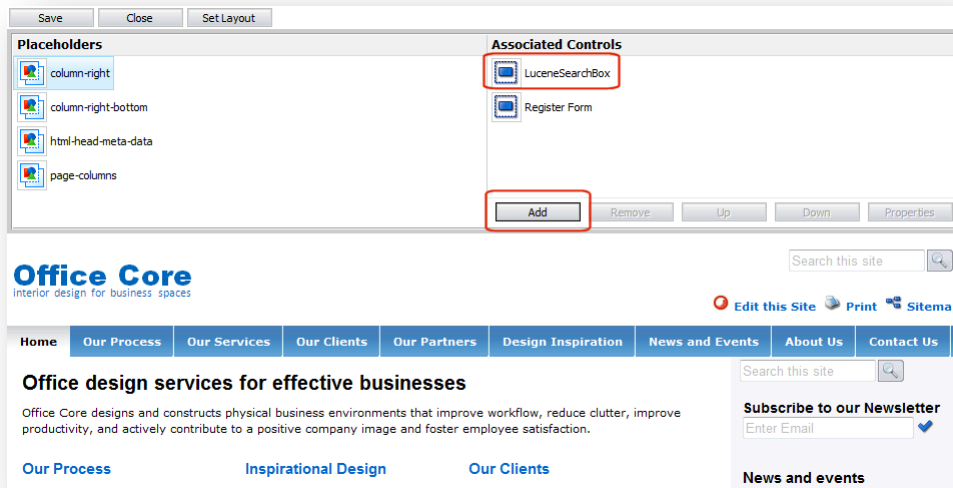 Save Close Set Layout
Placeholders Associated Controls
column-right LuceneSearchBox
column-right-bottom Register Form
html-head-meta-data
page-columns
Add Remove Up Down Properties
Search this site
Office Core
interior design for business spaces
Edit this Site Print Sitema
Home Our Process Our Services Our Clients Our Partners Design Inspiration News and Events About Us Contact Us
Office design services for effective businesses Search this site
Office Core designs and constructs physical business environments that improve workflow, reduce clutter, improve Subscribe to our Newsletter
productivity, and actively contribute to a positive company image and foster employee satisfaction. Enter Email
Our Process Inspirational Design Our Clients
News and events